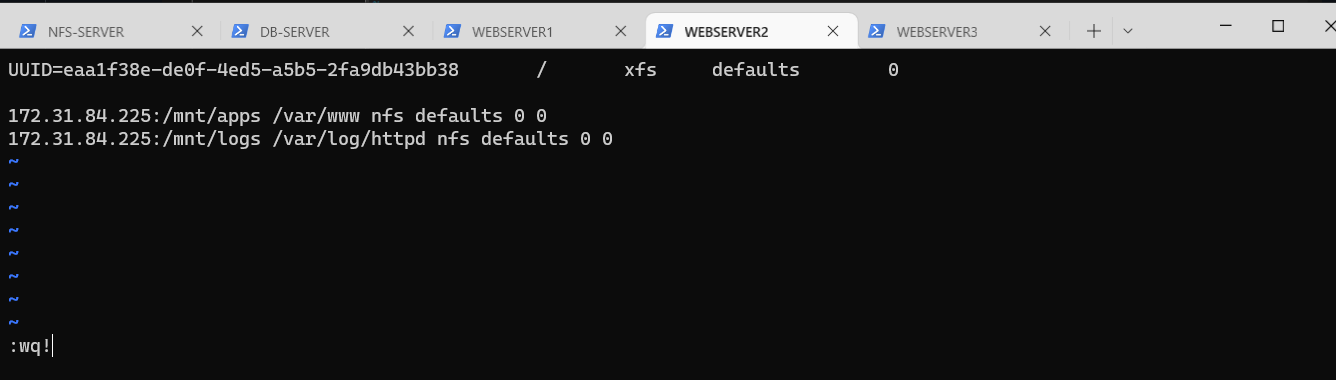 NFS-SERVER DB-SERVER WEBSERVER1 WEBSERVER2 WEBSERVER3
UUID=eaa1f38e-de0f-4ed5-a5b5-2fa9db43bb38 / xfs defaults 0
172.31.84.225:/mnt/apps /var/www nfs defaults 0 0
172.31.84.225:/mnt/logs /var/log/httpd nfs defaults 0 0
~
~
~
~
~
~
~
~
:wq!